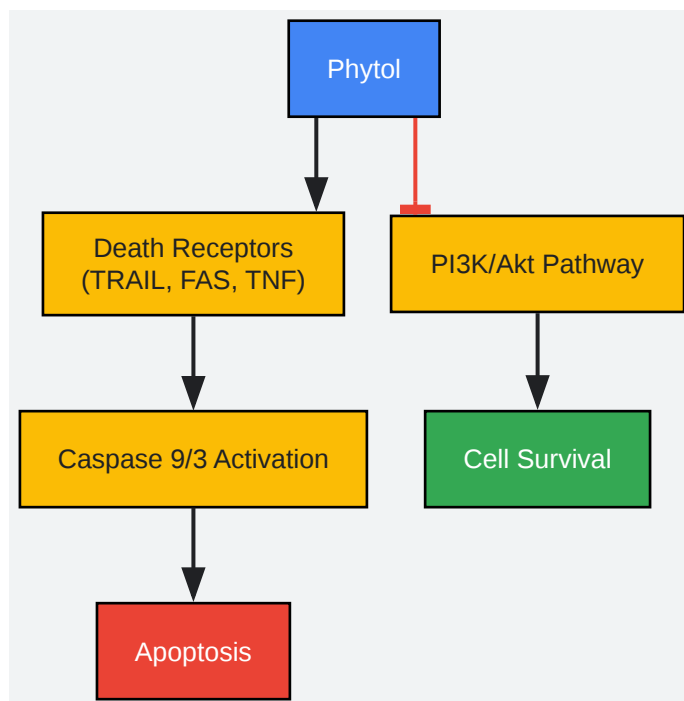 Phytol
Death Receptors
(TRAIL, FAS, TNF)
PI3K/Akt Pathway
Caspase 9/3 Activation
Cell Survival
Apoptosis